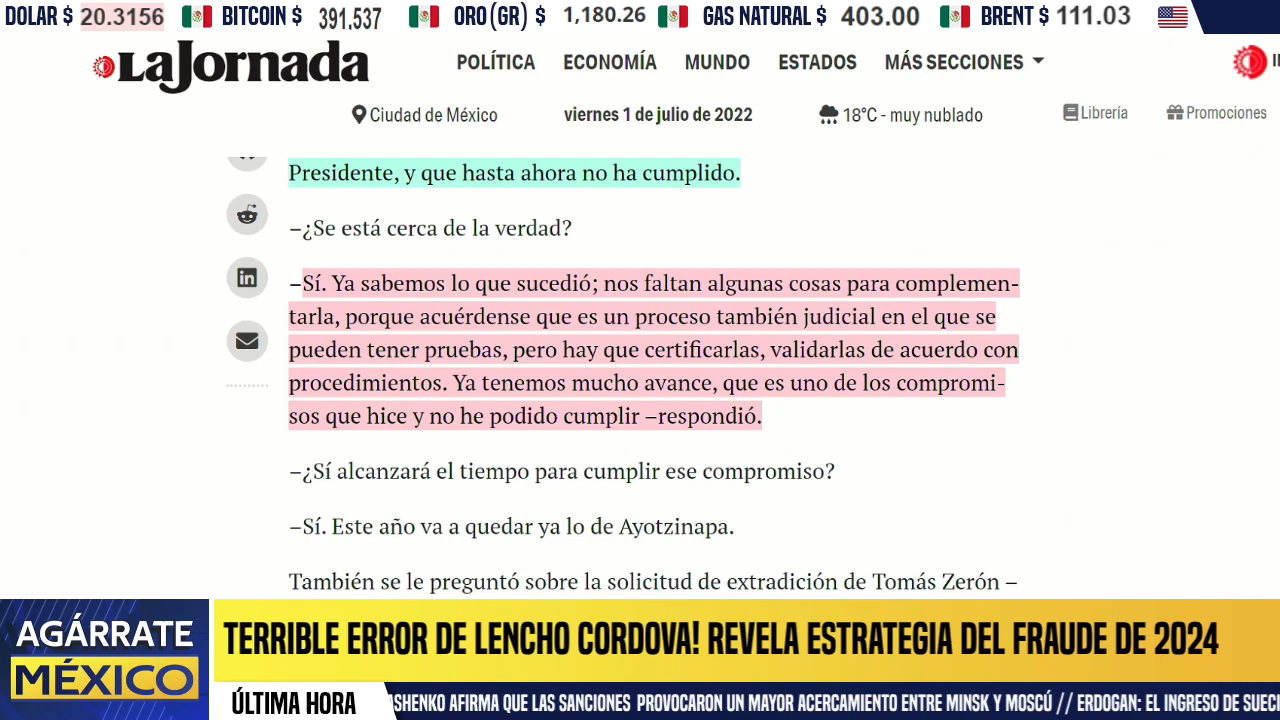 DOLAR $ 20.3156 BITCOIN $ 391,537 ORO(GR) $ 1,180.26 GAS NATURAL $ 403.00 BRENT $ 111.03
La Jornada POLÍTICA ECONOMÍA MUNDO ESTADOS MÁS SECCIONES
Ciudad de México viernes 1 de julio de 2022 18°C - muy nublado Librería Promociones
Presidente, y que hasta ahora no ha cumplido.
–¿Se está cerca de la verdad?
–Sí. Ya sabemos lo que sucedió; nos faltan algunas cosas para complemen-
tarla, porque acuérdense que es un proceso también judicial en el que se
pueden tener pruebas, pero hay que certificarlas, validarlas de acuerdo con
procedimientos. Ya tenemos mucho avance, que es uno de los compromi-
sos que hice y no he podido cumplir –respondió.
–¿Sí alcanzará el tiempo para cumplir ese compromiso?
–Sí. Este año va a quedar ya lo de Ayotzinapa.
También se le preguntó sobre la solicitud de extradición de Tomás Zerón –
AGÁRRATE
MÉXICO
TERRIBLE ERROR DE LENCHO CORDOVA! REVELA ESTRATEGIA DEL FRAUDE DE 2024
ÚLTIMA HORA ASHENKO AFIRMA QUE LAS SANCIONES PROVOCARON UN MAYOR ACERCAMIENTO ENTRE MINSK Y MOSCÚ // ERDOGAN: EL INGRESO DE SUECI